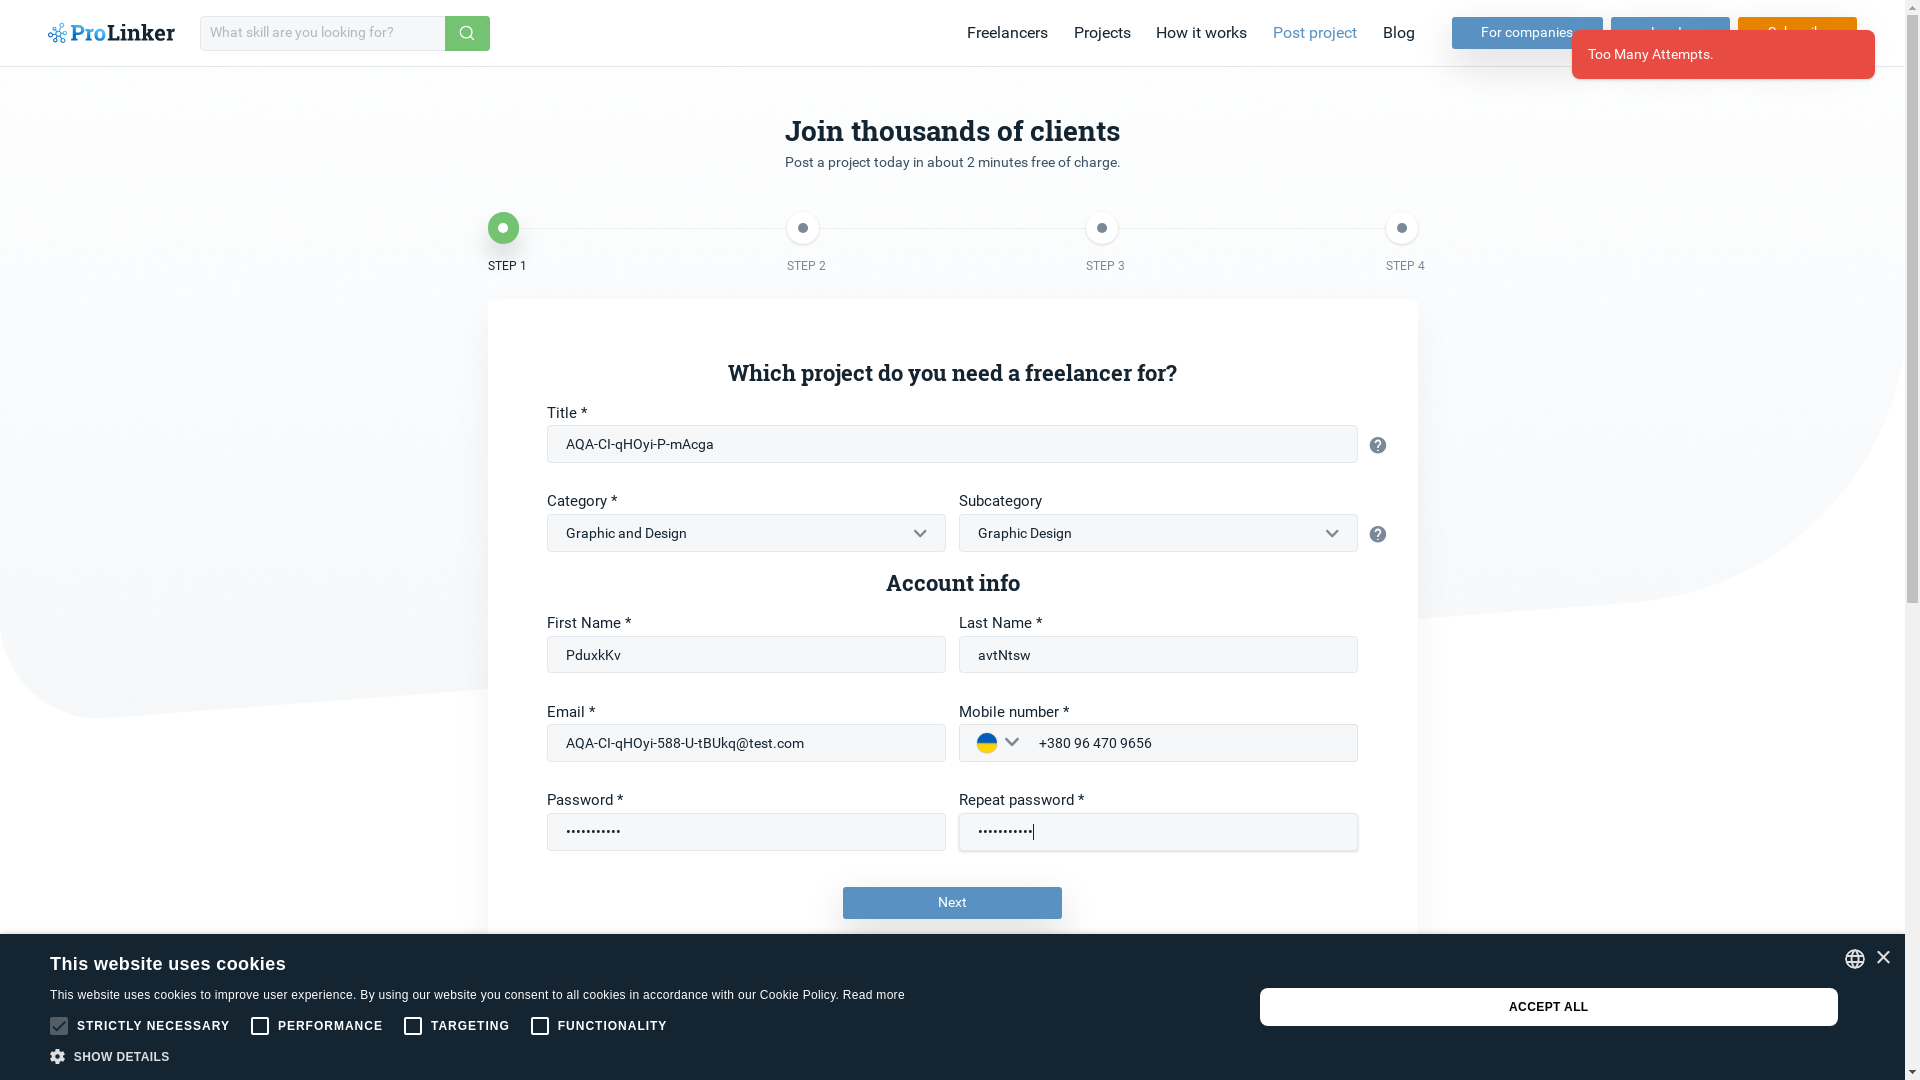 ProLinker
What skill are you looking for?
Freelancers
Projects
How it works
Post project
Blog
For companies
Too Many Attempts.
Join thousands of clients
Post a project today in about 2 minutes free of charge.
STEP 1
STEP 2
STEP 3
STEP 4
Which project do you need a freelancer for?
Title *
AQA-CI-qHOyi-P-mAcga
Category *
Subcategory
Graphic and Design
Graphic Design
Account info
First Name *
Last Name *
PduxkKv
avtNtsw
Email *
Mobile number *
AQA-CI-qHOyi-588-U-tBUkq@test.com
+380 96 470 9656
Password *
Repeat password *
•••••••••••
•••••••••••
Next
This website uses cookies
This website uses cookies to improve user experience. By using our website you consent to all cookies in accordance with our Cookie Policy. Read more
STRICTLY NECESSARY
PERFORMANCE
TARGETING
FUNCTIONALITY
SHOW DETAILS
ACCEPT ALL